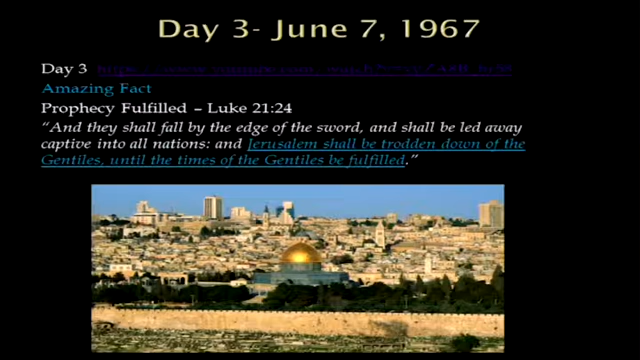 Day 3- June 7, 1967
Day 3
Amazing Fact
Prophecy Fulfilled – Luke 21:24
“And they shall fall by the edge of the sword, and shall be led away
captive into all nations: and Jerusalem shall be trodden down of the
Gentiles, until the times of the Gentiles be fulfilled.”